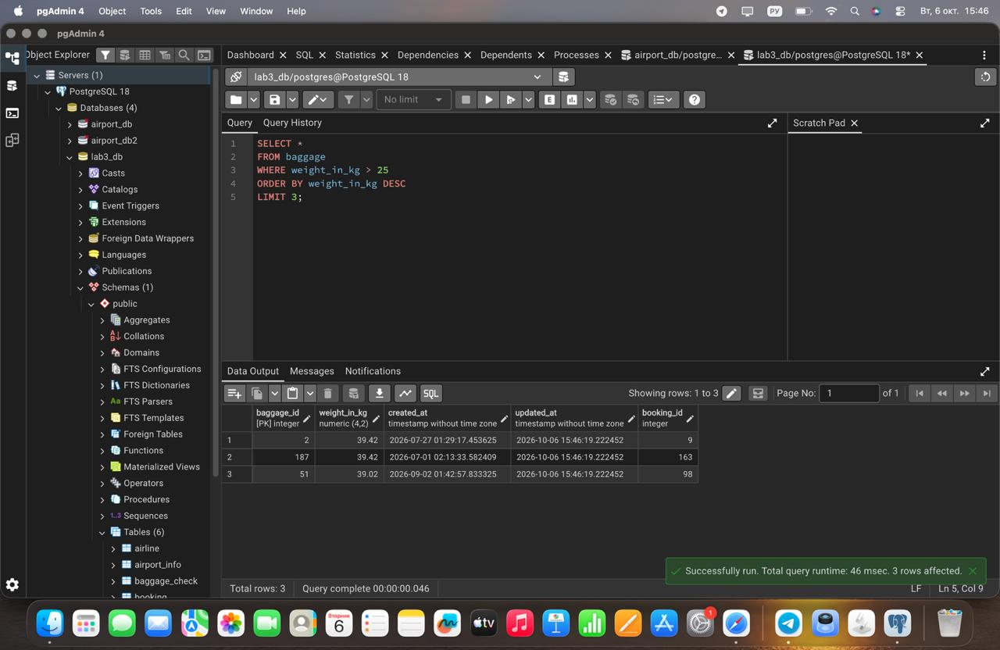 pgAdmin 4 Object Tools Edit View Window Help РУ Вт, 6 окт. 15:46
pgAdmin 4
Object Explorer
Dashboard SQL Statistics Dependencies Dependents Processes airport_db/postgre... lab3_db/postgres@PostgreSQL 18*
Servers (1)
PostgreSQL 18
Databases (4)
airport_db
airport_db2
lab3_db
Casts
Catalogs
Event Triggers
Extensions
Foreign Data Wrappers
Languages
Publications
Schemas (1)
public
Aggregates
Collations
Domains
FTS Configurations
FTS Dictionaries
FTS Parsers
FTS Templates
Foreign Tables
Functions
Materialized Views
Operators
Procedures
1..3 Sequences
Tables (6)
airline
airport_info
baggage_check
booking
lab3_db/postgres@PostgreSQL 18
No limit
Query Query History Scratch Pad
1 SELECT *
2 FROM baggage
3 WHERE weight_in_kg > 25
4 ORDER BY weight_in_kg DESC
5 LIMIT 3;
Data Output Messages Notifications
SQL Showing rows: 1 to 3 Page No: 1 of 1
baggage_id weight_in_kg created_at updated_at booking_id
[PK] integer numeric (4,2) timestamp without time zone timestamp without time zone integer
1 2 39.42 2026-07-27 01:29:17.453625 2026-10-06 15:46:19.222452 9
2 187 39.42 2026-07-01 02:13:33.582409 2026-10-06 15:46:19.222452 163
3 51 39.02 2026-09-02 01:42:57.833325 2026-10-06 15:46:19.222452 98
Successfully run. Total query runtime: 46 msec. 3 rows affected.
Total rows: 3 Query complete 00:00:00.046 LF Ln 5, Col 9
Вторник
6
tv
1